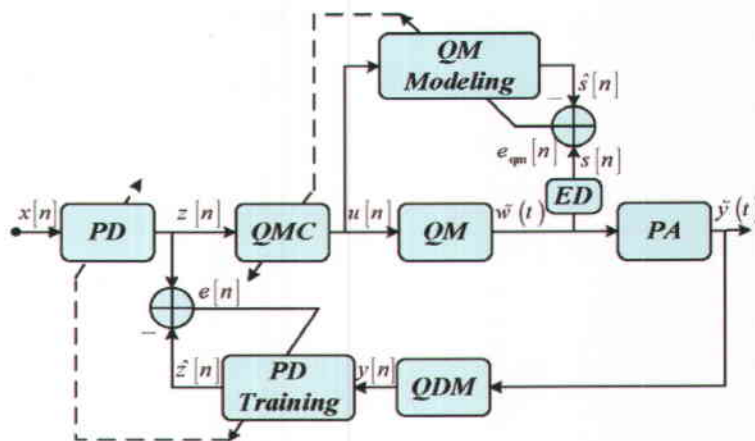 QM
Modeling
ŝ[n]
−
e_qm[n]
s[n]
ED
x[n]
PD
z[n]
QMC
u[n]
QM
w̃(t)
PA
ỹ(t)
e[n]
−
ẑ[n]
PD
Training
y[n]
QDM